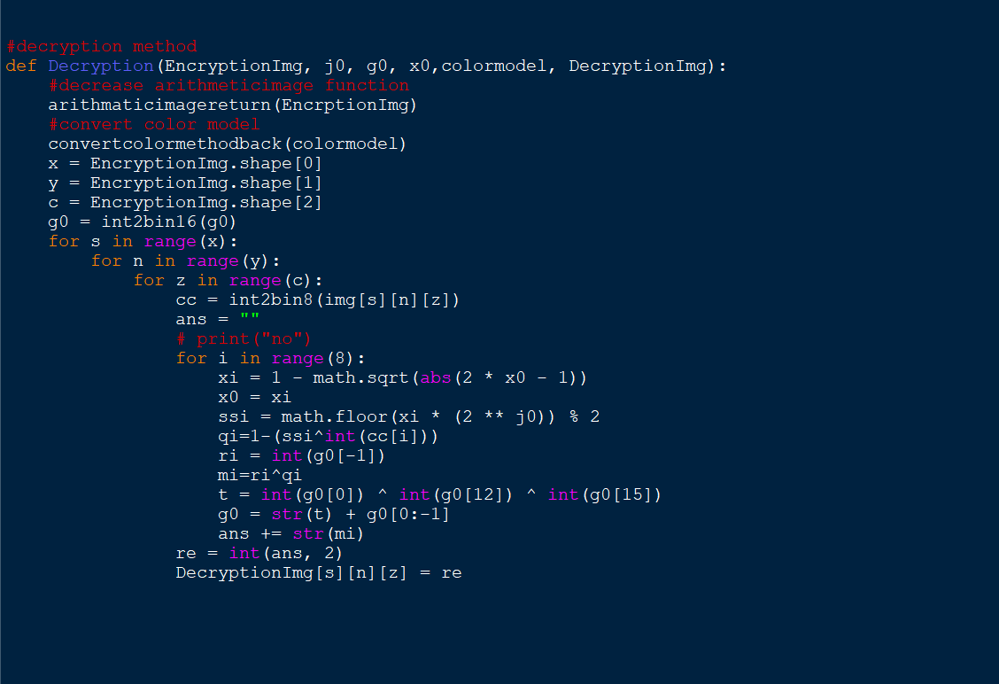 #decryption method
def Decryption(EncryptionImg, j0, g0, x0,colormodel, DecryptionImg):
    #decrease arithmeticimage function
    arithmaticimagereturn(EncrptionImg)
    #convert color model
    convertcolormethodback(colormodel)
    x = EncryptionImg.shape[0]
    y = EncryptionImg.shape[1]
    c = EncryptionImg.shape[2]
    g0 = int2bin16(g0)
    for s in range(x):
        for n in range(y):
            for z in range(c):
                cc = int2bin8(img[s][n][z])
                ans = ""
                # print("no")
                for i in range(8):
                    xi = 1 - math.sqrt(abs(2 * x0 - 1))
                    x0 = xi
                    ssi = math.floor(xi * (2 ** j0)) % 2
                    qi=1-(ssi^int(cc[i]))
                    ri = int(g0[-1])
                    mi=ri^qi
                    t = int(g0[0]) ^ int(g0[12]) ^ int(g0[15])
                    g0 = str(t) + g0[0:-1]
                    ans += str(mi)
                re = int(ans, 2)
                DecryptionImg[s][n][z] = re